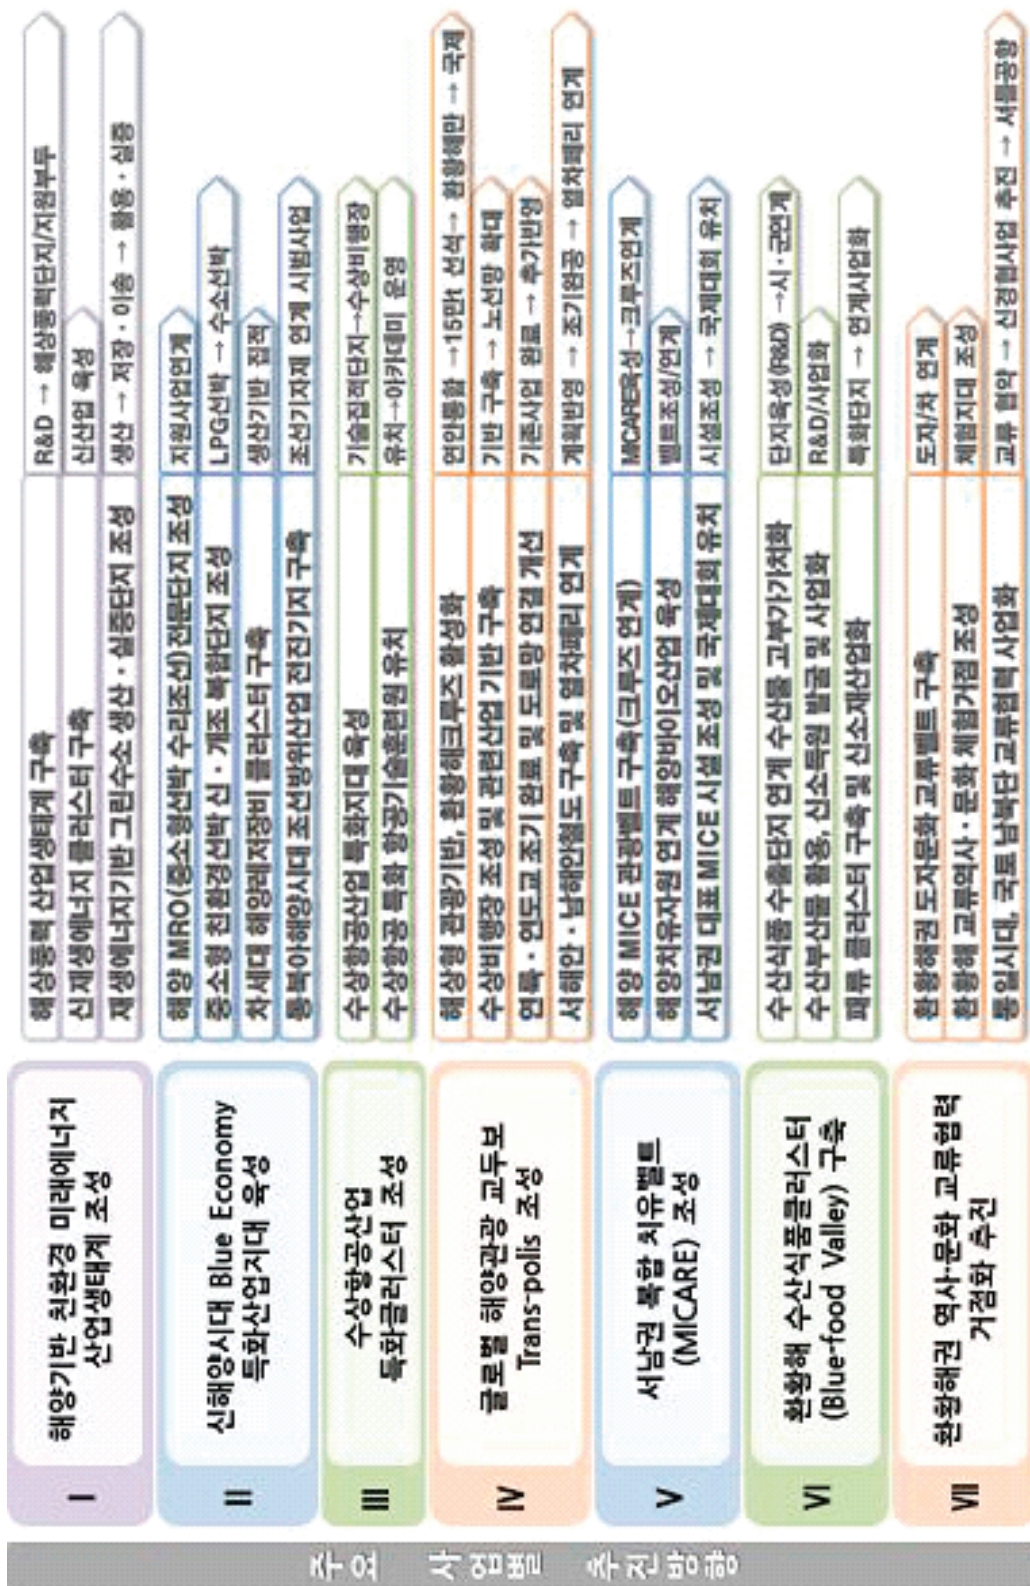 주요 사업별 추진방향
I
해양기반 친환경 미래에너지
산업생태계 조성
해상풍력 산업생태계 구축
R&D → 해상풍력단지/지원부두
신재생에너지 클러스터 구축
신산업 육성
재생에너지기반 그린수소 생산·실증단지 조성
생산 → 저장·이송 → 활용·실증
II
신해양시대 Blue Economy
특화산업지대 육성
해양 MRO(중소형선박 수리조선) 전문단지 조성
지원사업연계
중소형 친환경선박 신·개조 복합단지 조성
LPG선박 → 수소선박
차세대 해양레저장비 클러스터 구축
생산기반 집적
동북아해양시대 조선방위산업 전진기지 구축
조선기자재 연계 시범사업
III
수상항공산업
특화클러스터 조성
수상항공산업 특화지대 육성
기술집적단지→수상비행장
수상항공 특화 항공기술훈련원 유치
유치→아카데미 운영
IV
글로벌 해양관광 교두보
Trans-polis 조성
해상형 관광기반, 환황해크루즈 활성화
연안통합 →15만t 선석→ 환황해만 → 국제
수상비행장 조성 및 관련산업 기반 구축
기반 구축→ 노선망 확대
연륙·연도교 조기 완료 및 도로망 연결 개선
기존사업 완료 → 추가반영
서해안·남해안철도 구축 및 열차페리 연계
계획반영 → 조기완공 → 열차페리 연계
V
서남권 복합 치유벨트
(MICARE) 조성
해양 MICE 관광벨트 구축(크루즈 연계)
MICARE육성→크루즈연계
해양치유자원 연계 해양바이오산업 육성
벨트조성/연계
서남권 대표 MICE 시설 조성 및 국제대회 유치
시설조성 → 국제대회 유치
VI
환황해 수산식품클러스터
(Blue-food Valley) 구축
수산식품 수출단지 연계 수산물 고부가가치화
단지육성(R&D) →시·군연계
수산부산물 활용, 신소득원 발굴 및 사업화
R&D/사업화
패류 클러스터 구축 및 신소재산업화
특화단지 → 연계사업화
VII
환황해권 역사·문화 교류협력
거점화 추진
환황해권 도자문화 교류벨트 구축
도자/차 연계
환황해 교류역사·문화 체험거점 조성
체험지대 조성
통일시대, 국토 남북단 교류협력 사업화
교류 협약 → 신경협사업 추진 → 셔틀공항